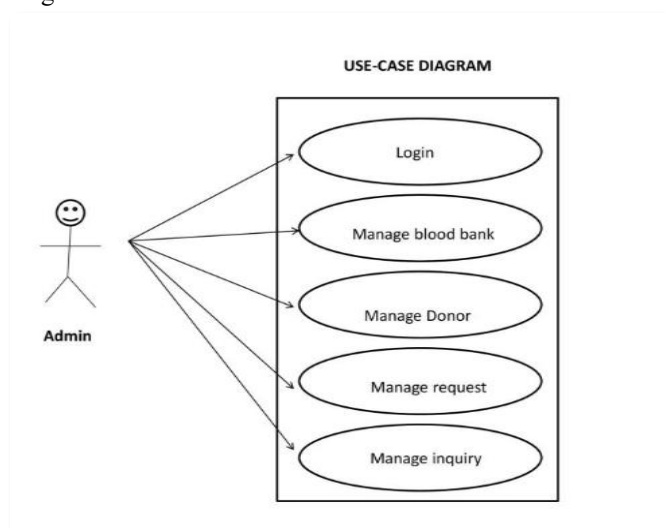 USE-CASE DIAGRAM
Login
Manage blood bank
Manage Donor
Admin
Manage request
Manage inquiry